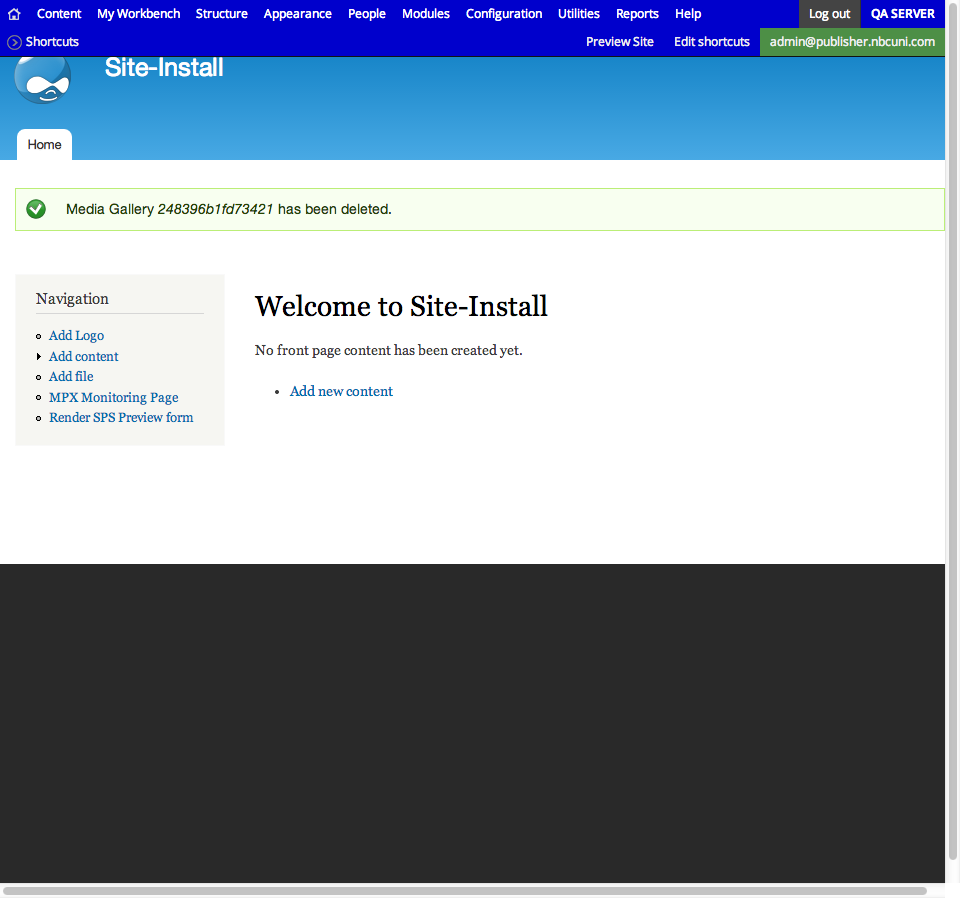 Content My Workbench Structure Appearance People Modules Configuration Utilities Reports Help Log out QA SERVER
Shortcuts Preview Site Edit shortcuts admin@publisher.nbcuni.com
Site-Install
Home
Media Gallery 248396b1fd73421 has been deleted.
Navigation
Add Logo
Add content
Add file
MPX Monitoring Page
Render SPS Preview form
Welcome to Site-Install
No front page content has been created yet.
Add new content